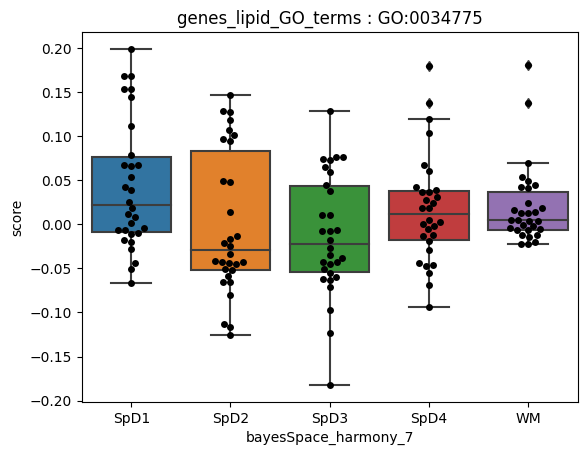 genes_lipid_GO_terms : GO:0034775
score
0.20
0.15
0.10
0.05
0.00
−0.05
−0.10
−0.15
−0.20
SpD1 SpD2 SpD3 SpD4 WM
bayesSpace_harmony_7